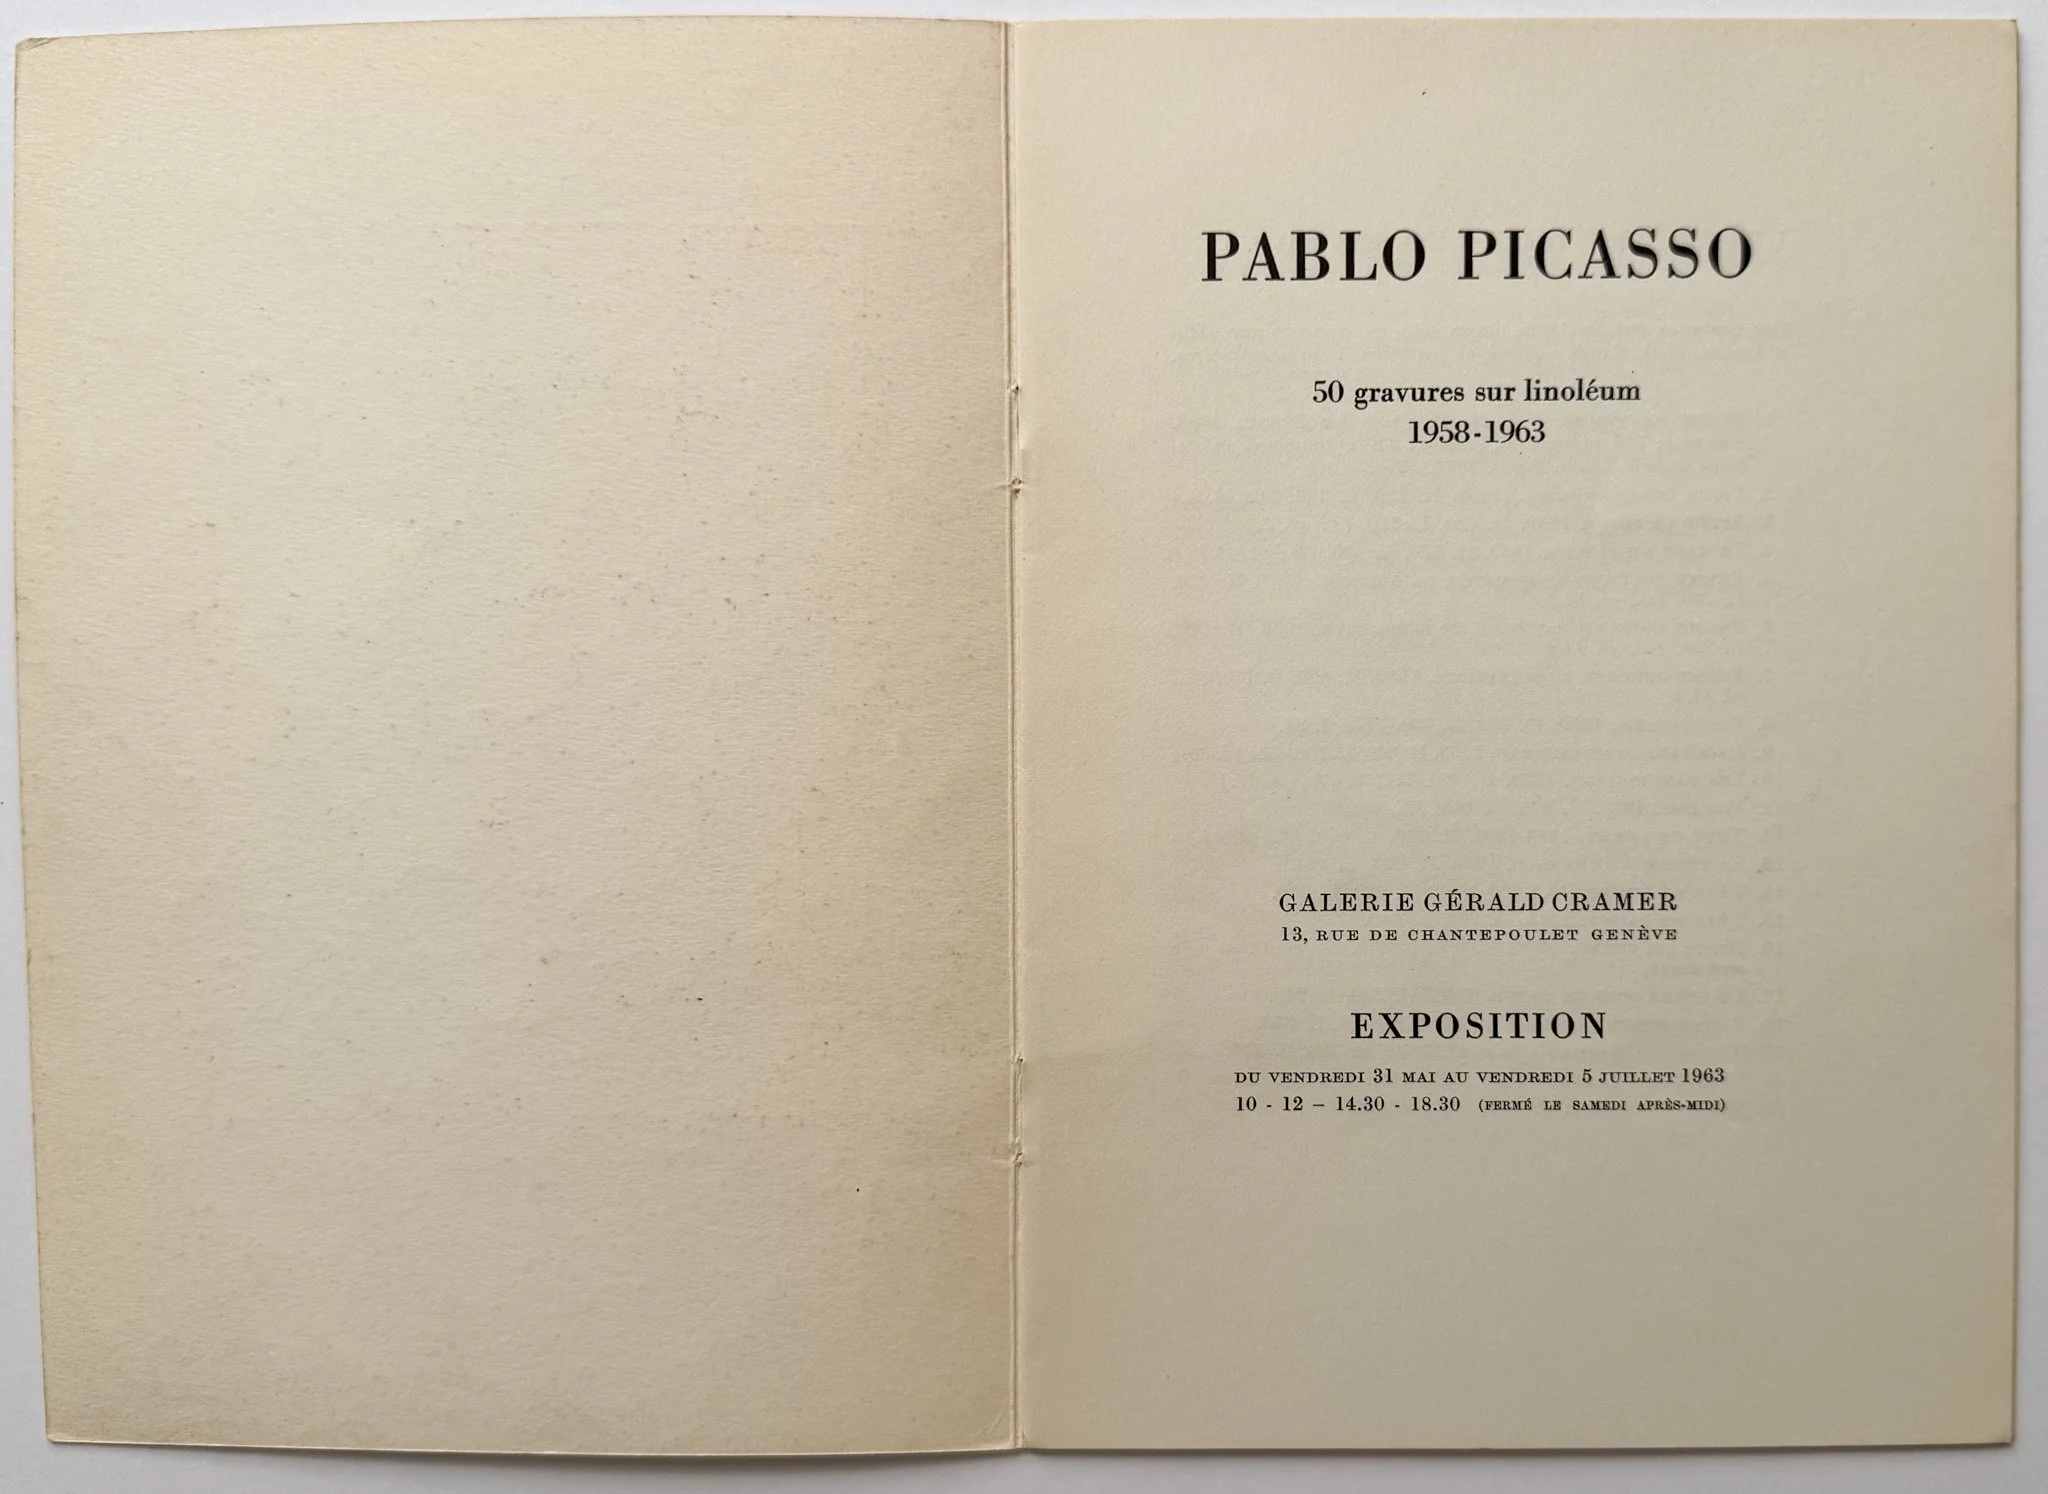 PABLO PICASSO
50 gravures sur linoléum
1958-1963
GALERIE GÉRALD CRAMER
13, RUE DE CHANTEPOULET GENÈVE
EXPOSITION
DU VENDREDI 31 MAI AU VENDREDI 5 JUILLET 1963
10 - 12 – 14.30 - 18.30 (FERMÉ LE SAMEDI APRÈS-MIDI)